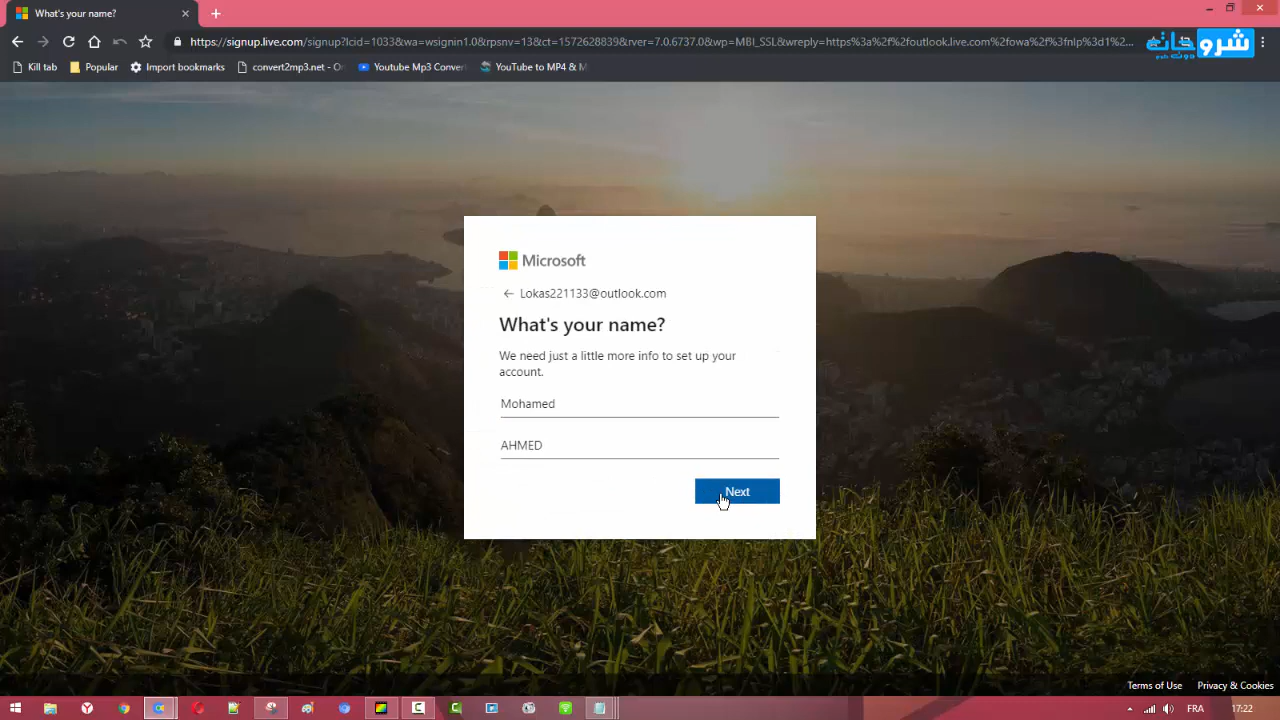 What's your name?
https://signup.live.com/signup?lcid=1033&wa=wsignin1.0&rpsnv=13&ct=1572628839&rver=7.0.6737.0&wp=MBI_SSL&wreply=https%3a%2f%2foutlook.live.com%2fowa%2f%3fnlp%3d1%2...
شروحات
دوت كوم
Kill tab
Popular
Import bookmarks
convert2mp3.net - On
Youtube Mp3 Conve
YouTube to MP4 & M
Microsoft
← Lokas221133@outlook.com
What's your name?
We need just a little more info to set up your
account.
Mohamed
AHMED
Next
Terms of Use
Privacy & Cookies
FRA
17:22